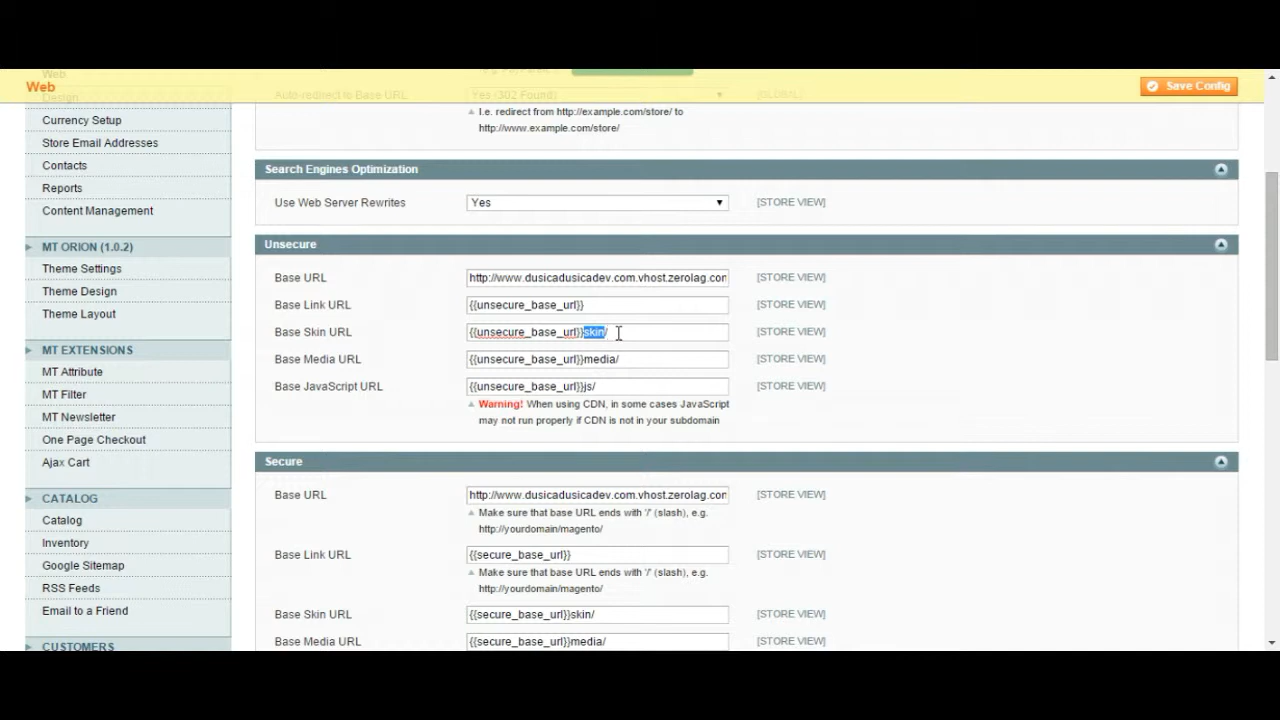 Web
Web
Save Config
Design
Auto-redirect to Base URL
Yes (302 Found)
[GLOBAL]
I.e. redirect from http://example.com/store/ to
http://www.example.com/store/
Currency Setup
Store Email Addresses
Contacts
Reports
Content Management
MT ORION (1.0.2)
Theme Settings
Theme Design
Theme Layout
MT EXTENSIONS
MT Attribute
MT Filter
MT Newsletter
One Page Checkout
Ajax Cart
CATALOG
Catalog
Inventory
Google Sitemap
RSS Feeds
Email to a Friend
CUSTOMERS
Search Engines Optimization
Use Web Server Rewrites
Yes
[STORE VIEW]
Unsecure
Base URL
http://www.dusicadusicadev.com.vhost.zerolag.con
[STORE VIEW]
Base Link URL
{{unsecure_base_url}}
[STORE VIEW]
Base Skin URL
{{unsecure_base_url}}skin/
[STORE VIEW]
Base Media URL
{{unsecure_base_url}}media/
[STORE VIEW]
Base JavaScript URL
{{unsecure_base_url}}js/
[STORE VIEW]
Warning! When using CDN, in some cases JavaScript
may not run properly if CDN is not in your subdomain
Secure
Base URL
http://www.dusicadusicadev.com.vhost.zerolag.con
[STORE VIEW]
Make sure that base URL ends with '/' (slash), e.g.
http://yourdomain/magento/
Base Link URL
{{secure_base_url}}
[STORE VIEW]
Make sure that base URL ends with '/' (slash), e.g.
http://yourdomain/magento/
Base Skin URL
{{secure_base_url}}skin/
[STORE VIEW]
Base Media URL
{{secure_base_url}}media/
[STORE VIEW]